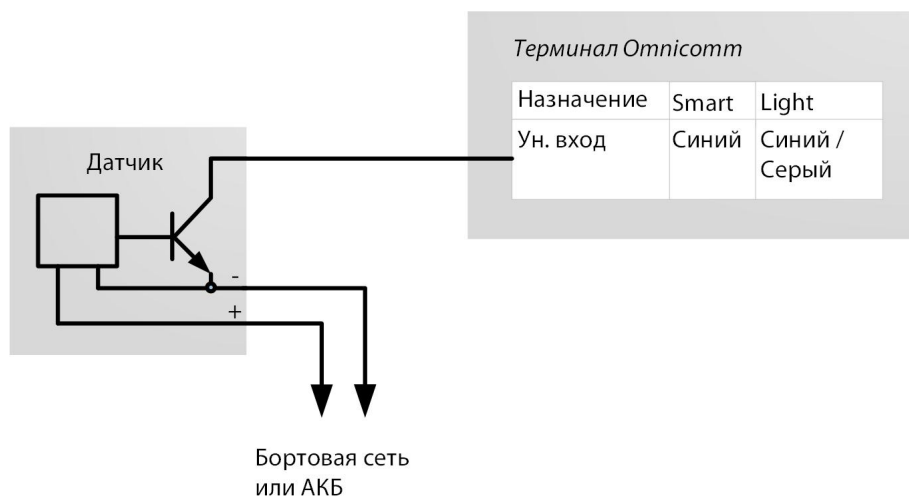 Терминал Omnicomm
Назначение Smart Light
Ун. вход Синий Синий /
Серый
Датчик
-
+
Бортовая сеть
или АКБ